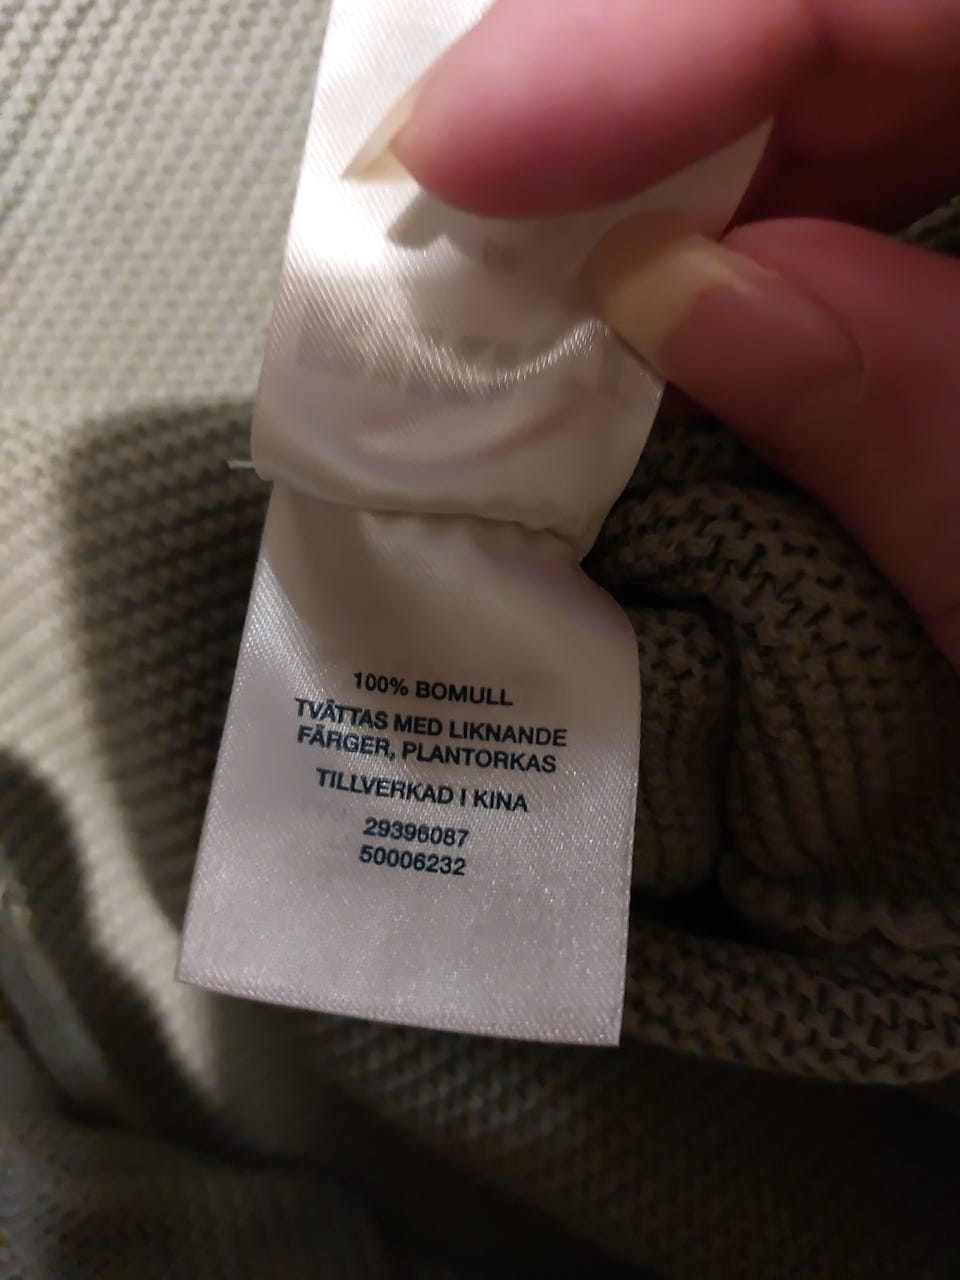 100% BOMULL
TVÄTTAS MED LIKNANDE
FÄRGER, PLANTORKAS
TILLVERKAD I KINA
29396087
50006232